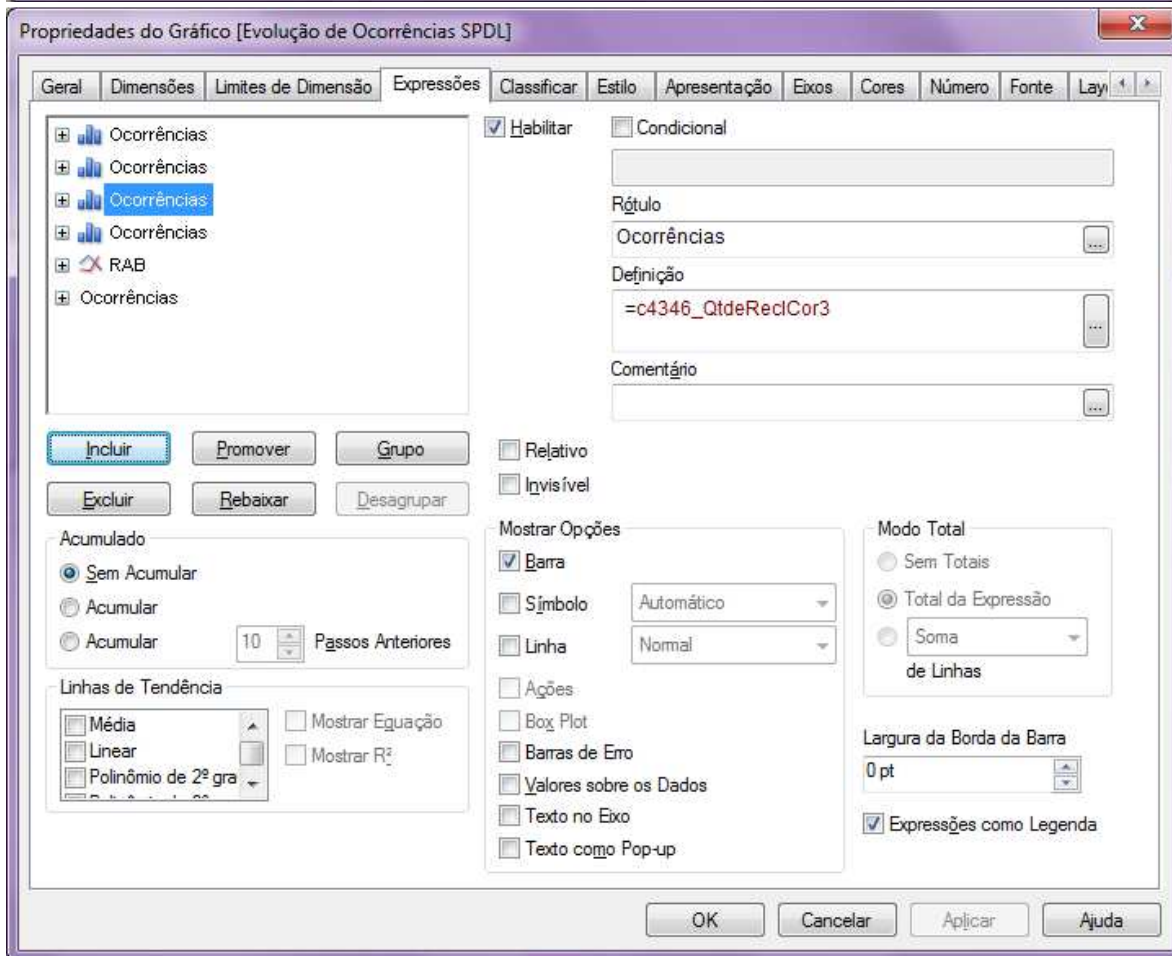 Propriedades do Gráfico [Evolução de Ocorrências SPDL]
Geral Dimensões Limites de Dimensão Expressões Classificar Estilo Apresentação Eixos Cores Número Fonte Lay
Ocorrências
Ocorrências
Ocorrências
Ocorrências
RAB
Ocorrências
Habilitar
Condicional
Rótulo
Ocorrências
...
Definição
=c4346_QtdeReclCor3
...
Comentário
...
Incluir Promover Grupo
Excluir Rebaixar Desagrupar
Relativo
Invisível
Acumulado
Sem Acumular
Acumular
Acumular 10 Passos Anteriores
Linhas de Tendência
Média
Linear
Polinômio de 2º gra
Mostrar Equação
Mostrar R²
Mostrar Opções
Barra
Símbolo Automático
Linha Normal
Ações
Box Plot
Barras de Erro
Valores sobre os Dados
Texto no Eixo
Texto como Pop-up
Modo Total
Sem Totais
Total da Expressão
Soma
de Linhas
Largura da Borda da Barra
0 pt
Expressões como Legenda
OK Cancelar Aplicar Ajuda